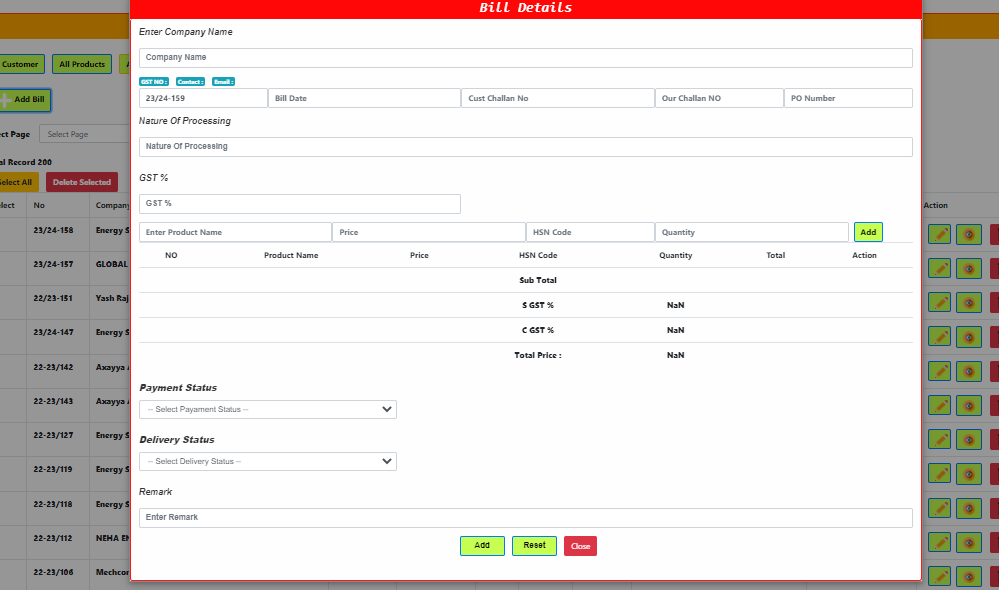 Bill Details
Enter Company Name
Company Name
GST NO : Contact : Email :
23/24-159 Bill Date Cust Challan No Our Challan NO PO Number
Nature Of Processing
Nature Of Processing
GST %
GST %
Enter Product Name Price HSN Code Quantity Add
NO Product Name Price HSN Code Quantity Total Action
Sub Total
S GST % NaN
C GST % NaN
Total Price : NaN
Payment Status
-- Select Payament Status --
Delivery Status
-- Select Delivery Status --
Remark
Enter Remark
Add Reset Close
Customer All Products
Add Bill
ct Page Select Page
al Record 200
Select All Delete Selected
lect No Company Action
23/24-158 Energy S
23/24-157 GLOBAL
22/23-151 Yash Raj
23/24-147 Energy S
22-23/142 Axayya
22-23/143 Axayya
22-23/127 Energy S
22-23/119 Energy S
22-23/118 Energy S
22-23/112 NEHA EN
22-23/106 Mechcon